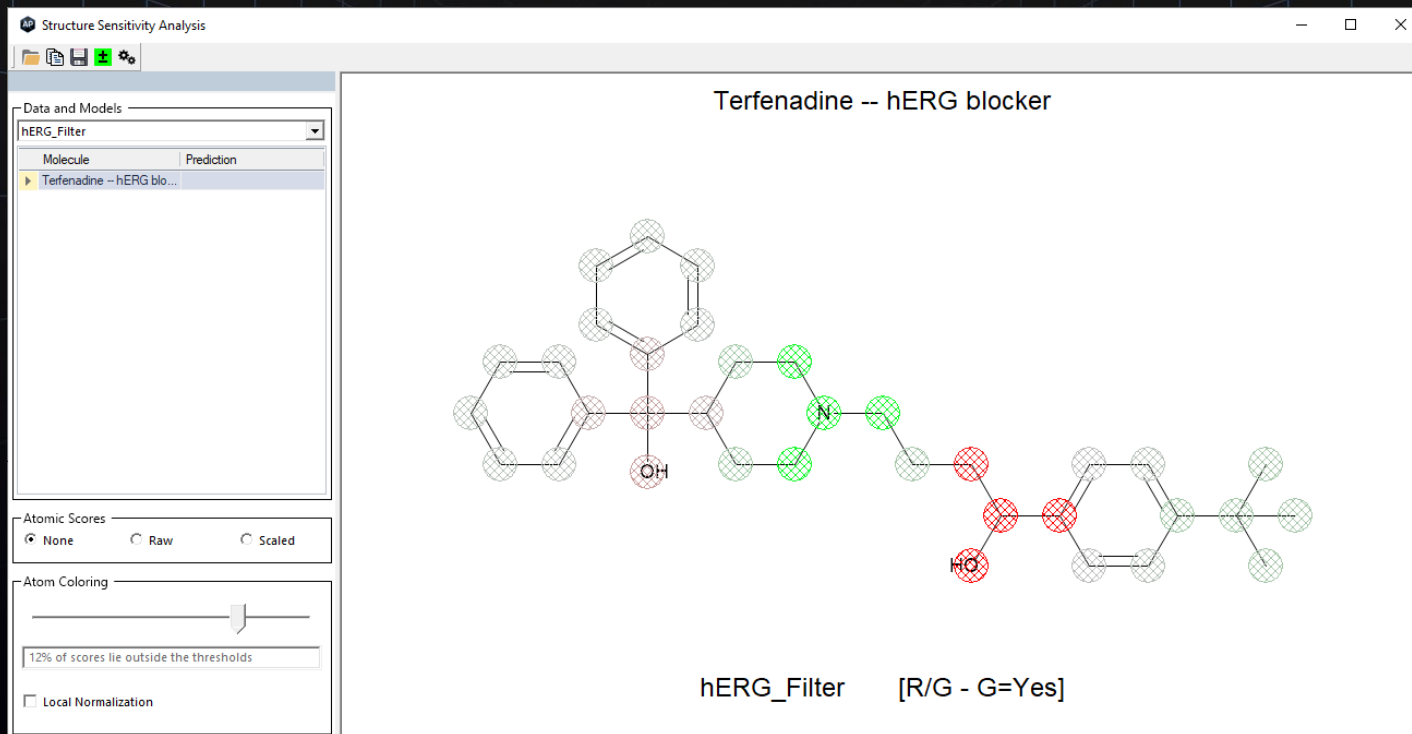 AP Structure Sensitivity Analysis
Data and Models
hERG_Filter
Molecule Prediction
Terfenadine -- hERG blo...
Atomic Scores
None Raw Scaled
Atom Coloring
12% of scores lie outside the thresholds
Local Normalization
Terfenadine -- hERG blocker
OH
N
HO
hERG_Filter [R/G - G=Yes]